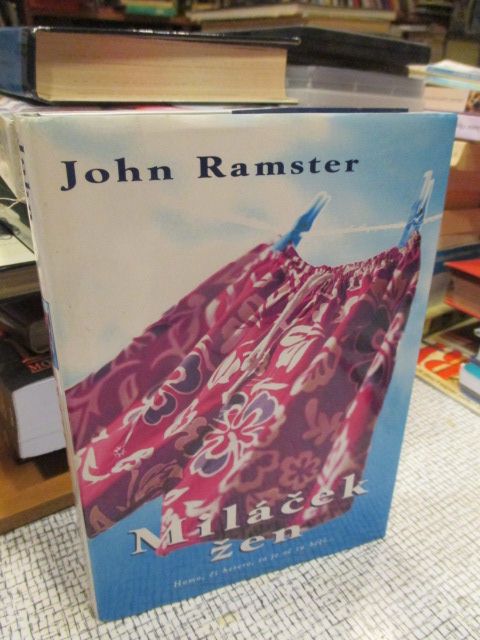 John Ramster
Miláček
žen